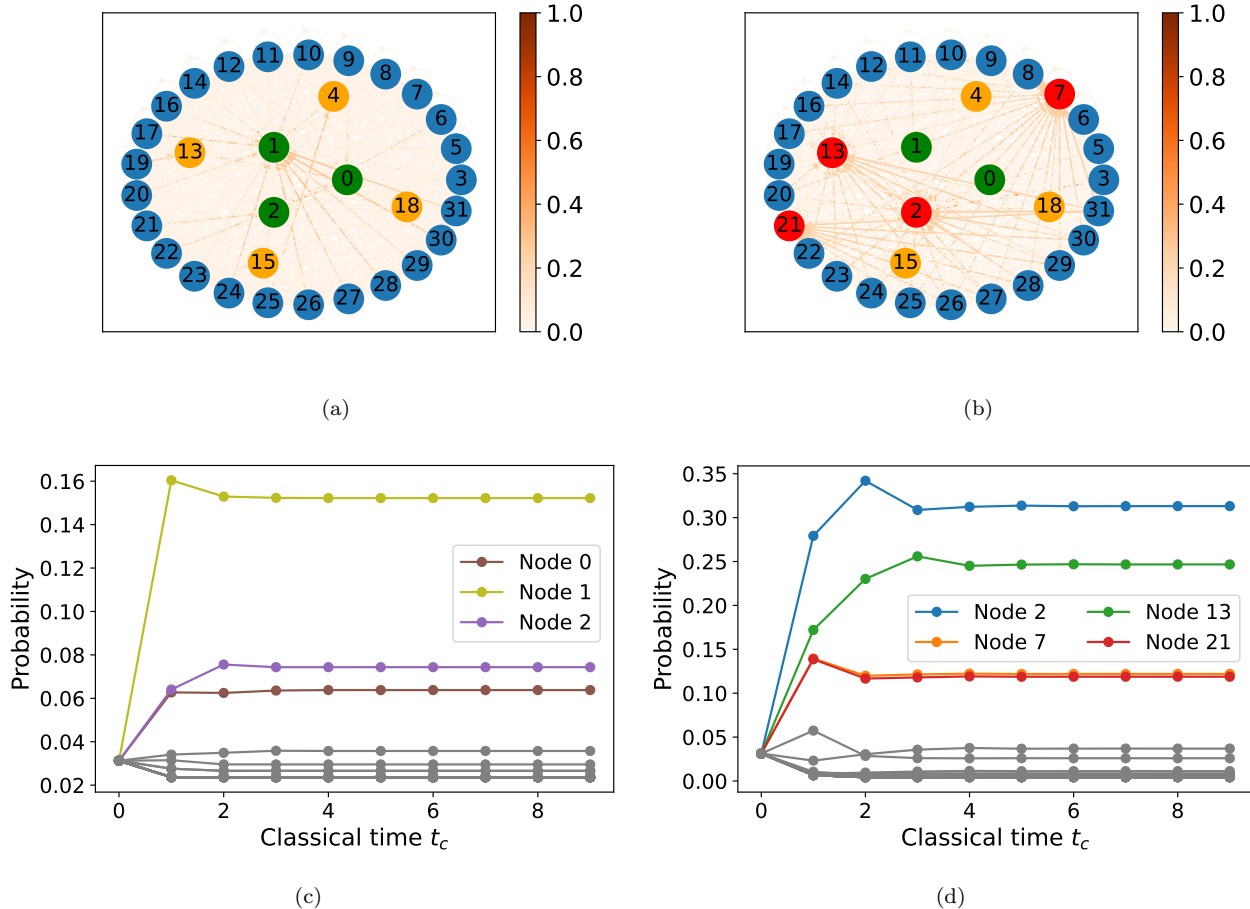 1.0
0.8
0.6
0.4
0.2
0.0
11 10 9 8 7 6 5 3 31 30 29 28 27 26 25 24 23 22 21 20 19 17 16 14 12
4 1 0 13 2 18 15
(a)
1.0
0.8
0.6
0.4
0.2
0.0
11 10 9 8 7 6 5 3 31 30 29 28 27 26 25 24 23 22 21 20 19 17 16 14 12
4 1 0 13 2 18 15
(b)
Probability
0.16
0.14
0.12
0.10
0.08
0.06
0.04
0.02
Node 0
Node 1
Node 2
0 2 4 6 8
Classical time t_c
(c)
Probability
0.35
0.30
0.25
0.20
0.15
0.10
0.05
0.00
Node 2 Node 13
Node 7 Node 21
0 2 4 6 8
Classical time t_c
(d)